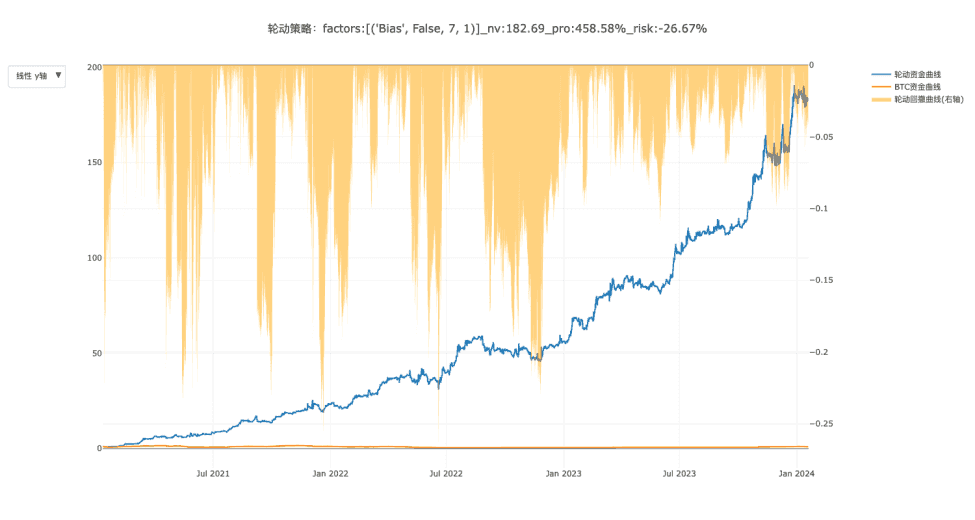 轮动策略：factors:[('Bias', False, 7, 1)]_nv:182.69_pro:458.58%_risk:-26.67%
线性 y轴 ▼
轮动资金曲线
BTC资金曲线
轮动回撤曲线(右轴)
200
150
100
50
0
0
−0.05
−0.1
−0.15
−0.2
−0.25
Jul 2021
Jan 2022
Jul 2022
Jan 2023
Jul 2023
Jan 2024